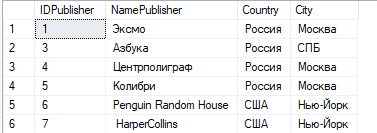 IDPublisher NamePublisher Country City
1 1 Эксмо Россия Москва
2 3 Азбука Россия СПБ
3 4 Центрполиграф Россия Москва
4 5 Колибри Россия Москва
5 6 Penguin Random House США Нью-Йорк
6 7 HarperCollins США Нью-Йорк